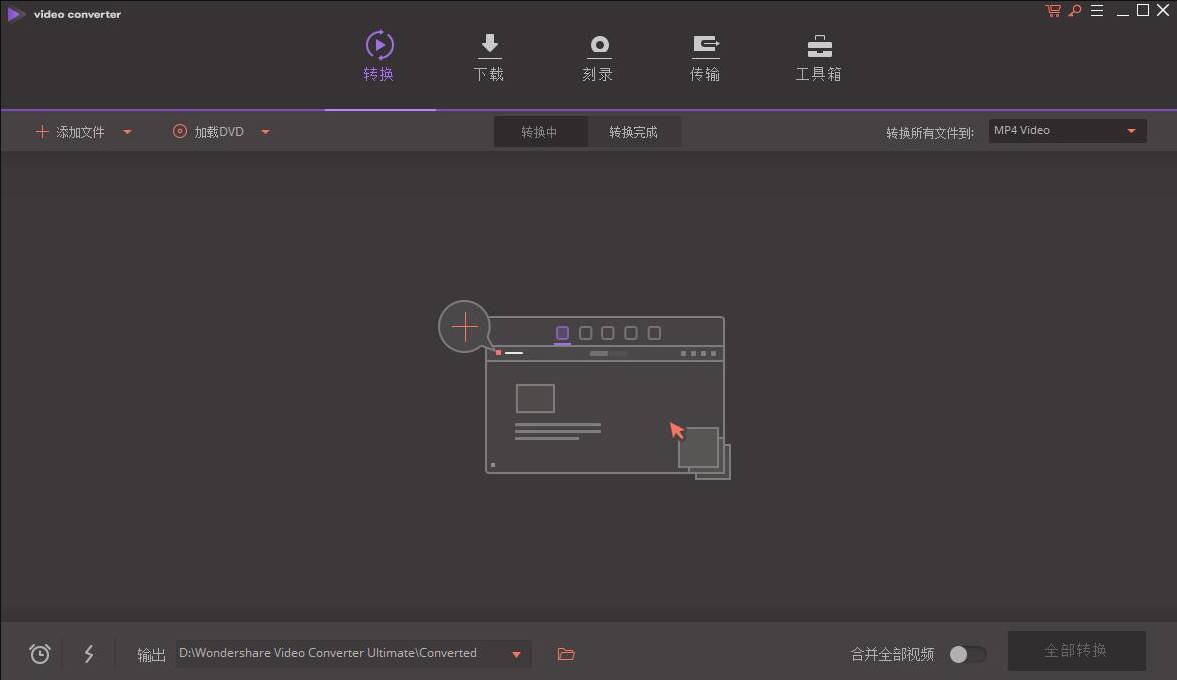 video converter
转换
下载
刻录
传输
工具箱
添加文件
加载DVD
转换中
转换完成
转换所有文件到:
MP4 Video
输出
D:\Wondershare Video Converter Ultimate\Converted
合并全部视频
全部转换